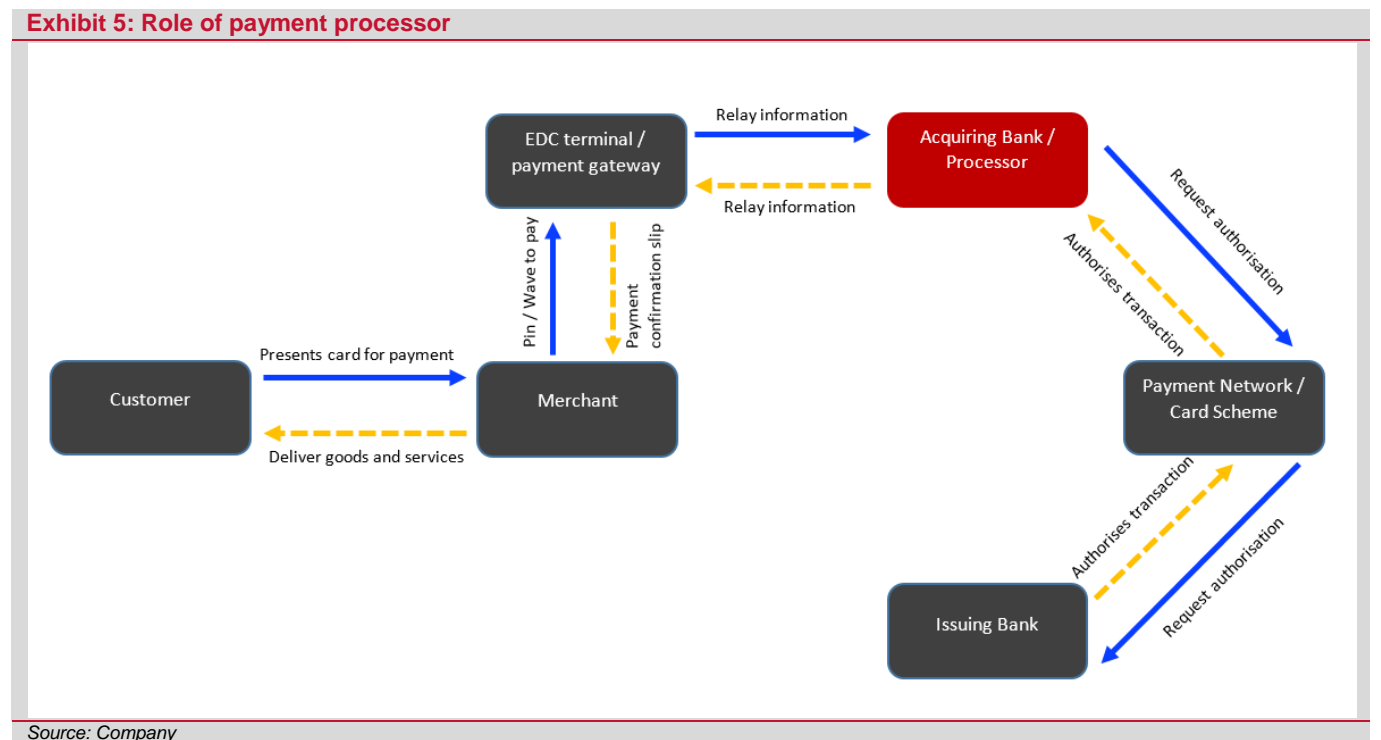 Exhibit 5: Role of payment processor
EDC terminal /
payment gateway
Relay information
Relay information
Acquiring Bank /
Processor
Request authorisation
Authorises transaction
Pin / Wave to pay
Payment
confirmation slip
Customer
Presents card for payment
Deliver goods and services
Merchant
Payment Network /
Card Scheme
Authorises transaction
Request authorisation
Issuing Bank
Source: Company